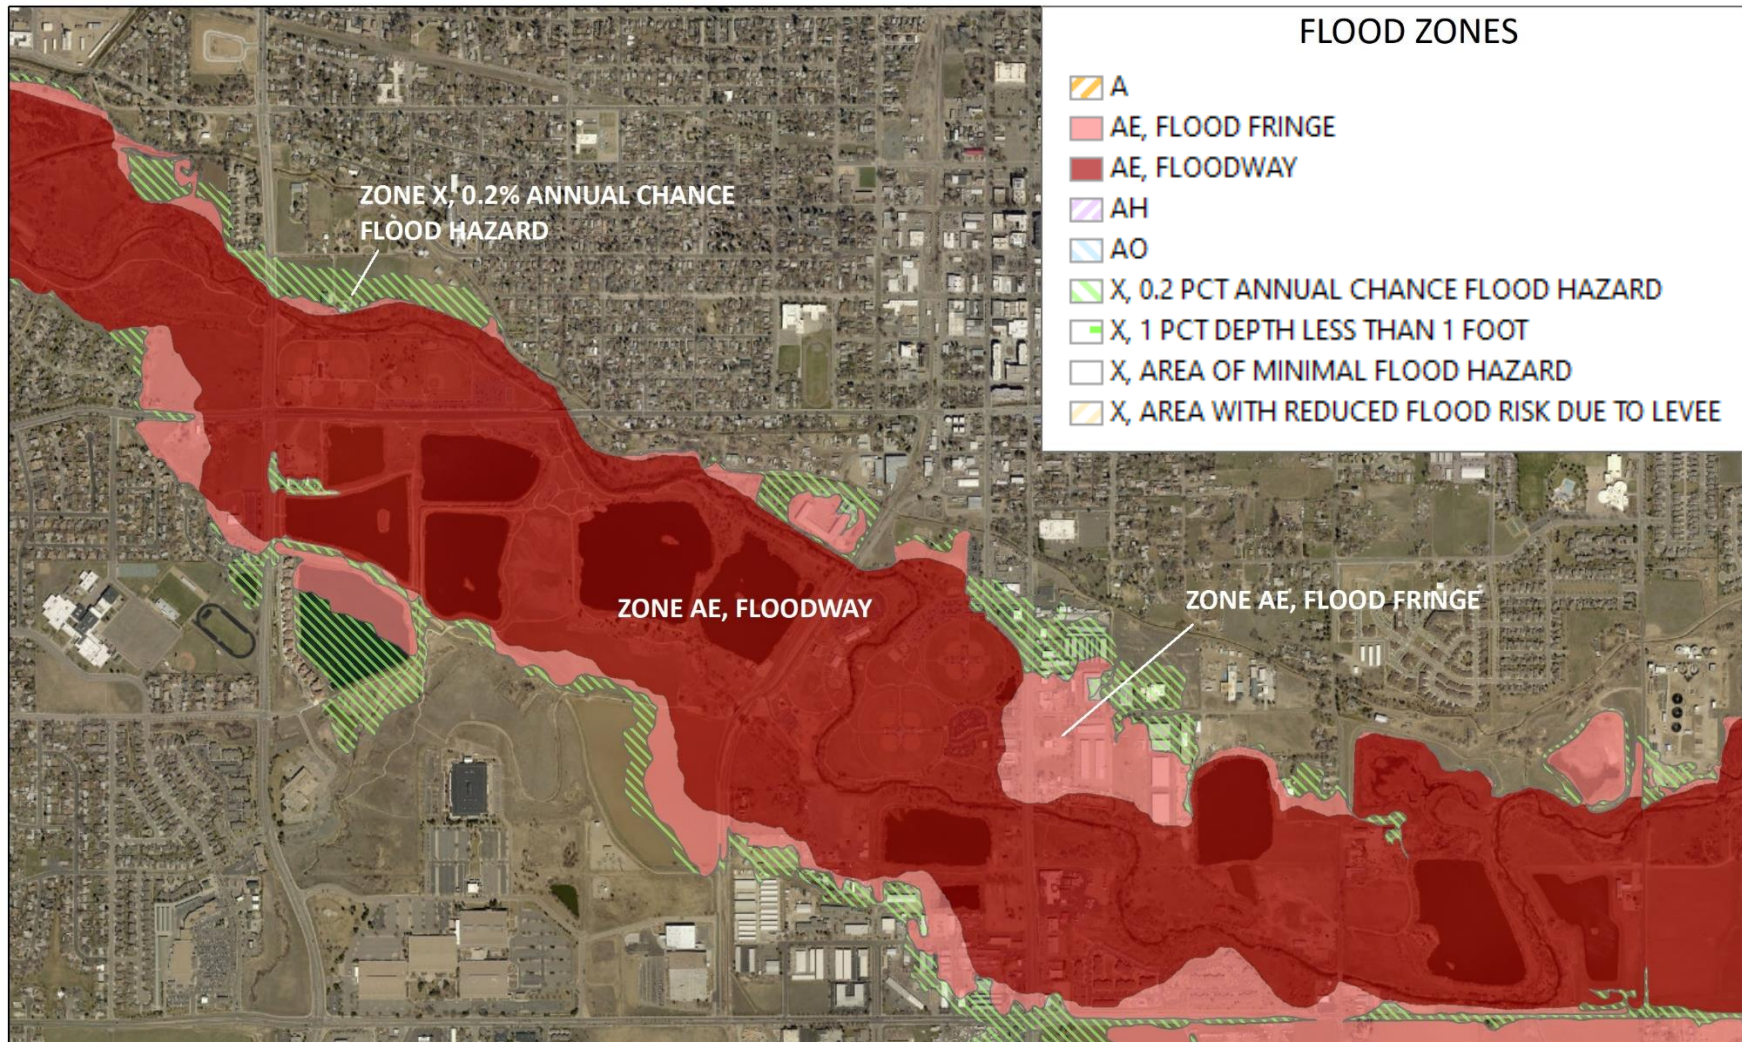 FLOOD ZONES
A
AE, FLOOD FRINGE
AE, FLOODWAY
AH
AO
X, 0.2 PCT ANNUAL CHANCE FLOOD HAZARD
X, 1 PCT DEPTH LESS THAN 1 FOOT
X, AREA OF MINIMAL FLOOD HAZARD
X, AREA WITH REDUCED FLOOD RISK DUE TO LEVEE
ZONE X, 0.2% ANNUAL CHANCE
FLOOD HAZARD
ZONE AE, FLOODWAY
ZONE AE, FLOOD FRINGE